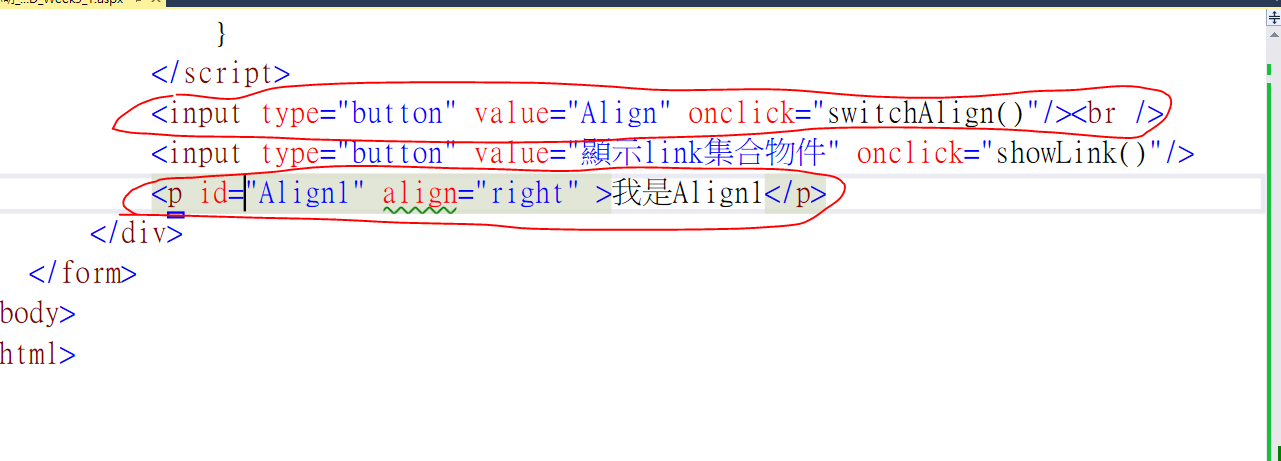 }
</script>
<input type="button" value="Align" onclick="switchAlign()"/><br />
<input type="button" value="顯示link集合物件" onclick="showLink()"/>
<p id="Align1" align="right" >我是Align1</p>
</div>
</form>
body>
html>